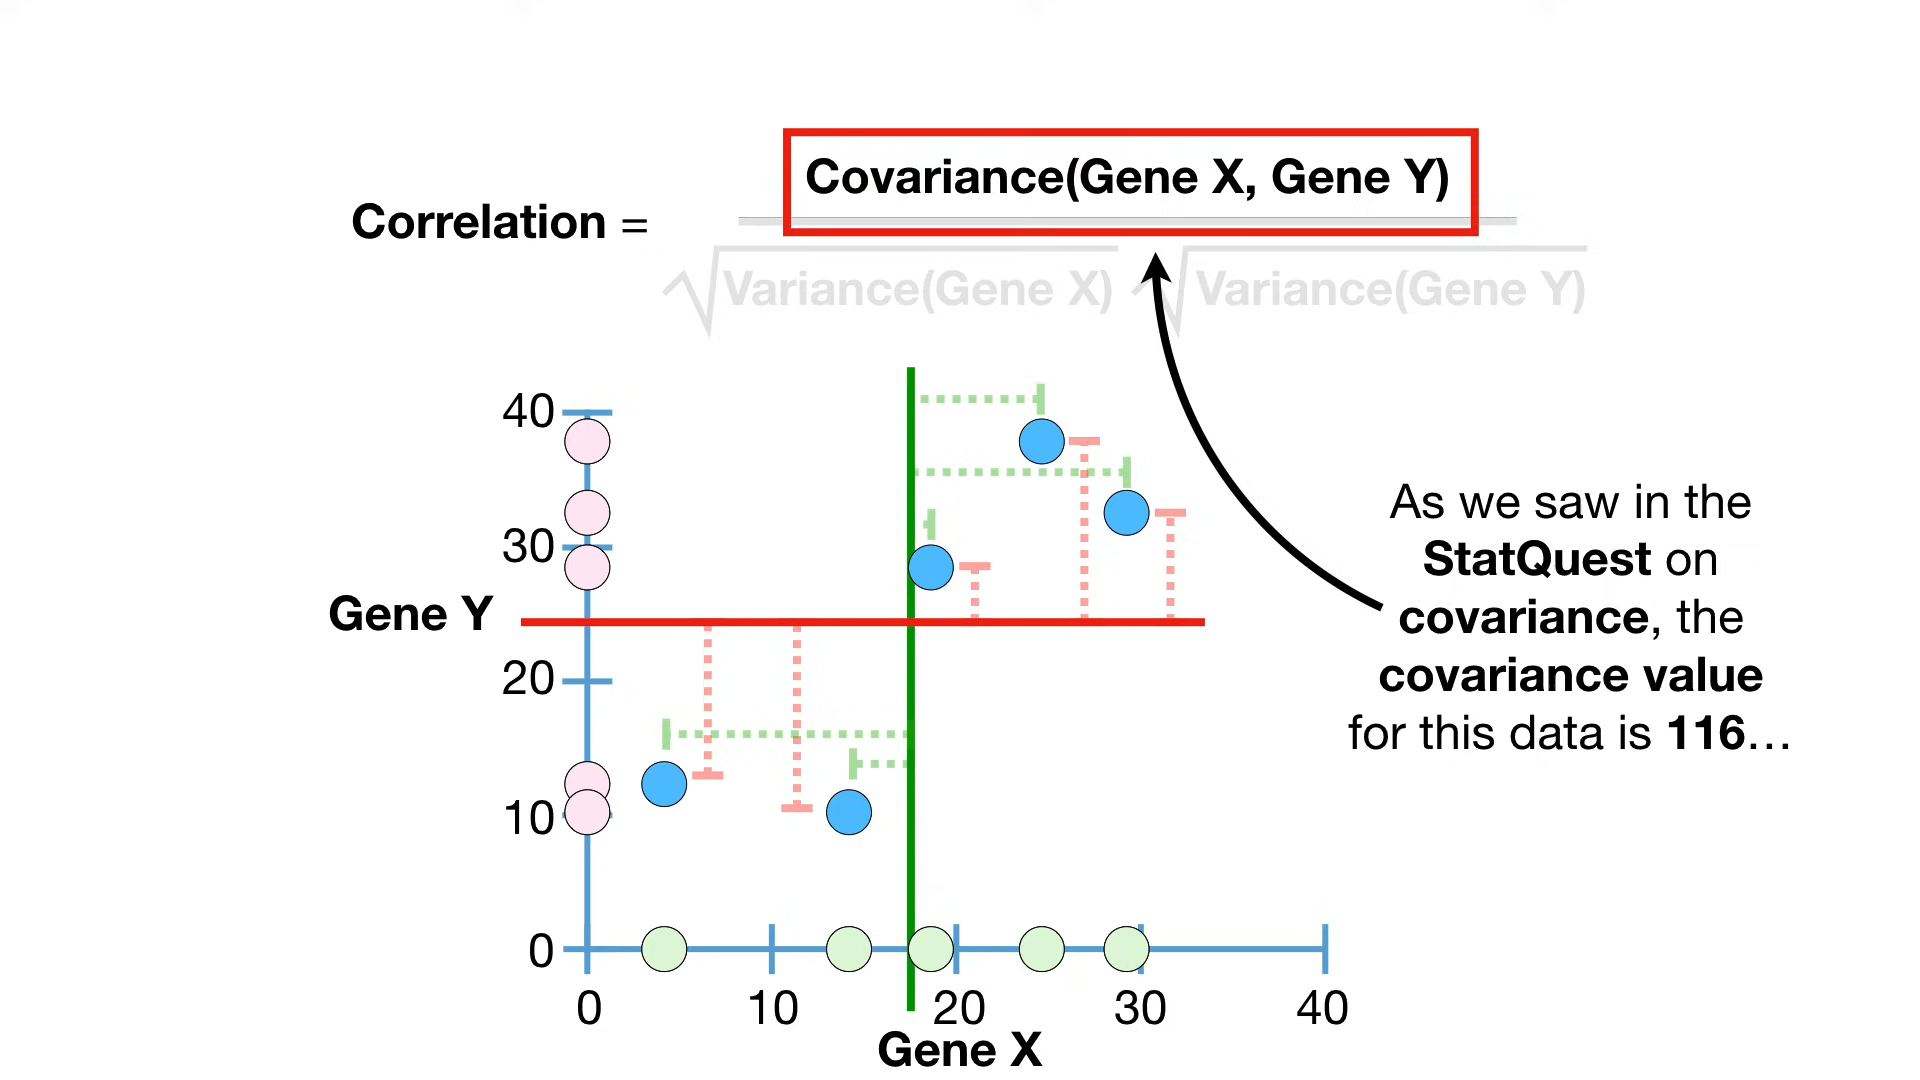 Covariance(Gene X, Gene Y)
Correlation =
√Variance(Gene X) √Variance(Gene Y)
40
30
Gene Y
20
10
0
0 10 20 30 40
Gene X
As we saw in the
StatQuest on
covariance, the
covariance value
for this data is 116...